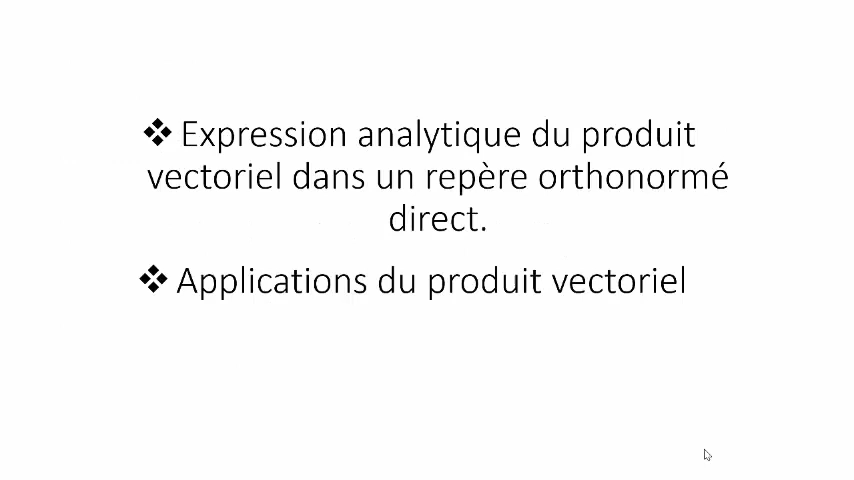 ❖ Expression analytique du produit
vectoriel dans un repère orthonormé
direct.
❖ Applications du produit vectoriel